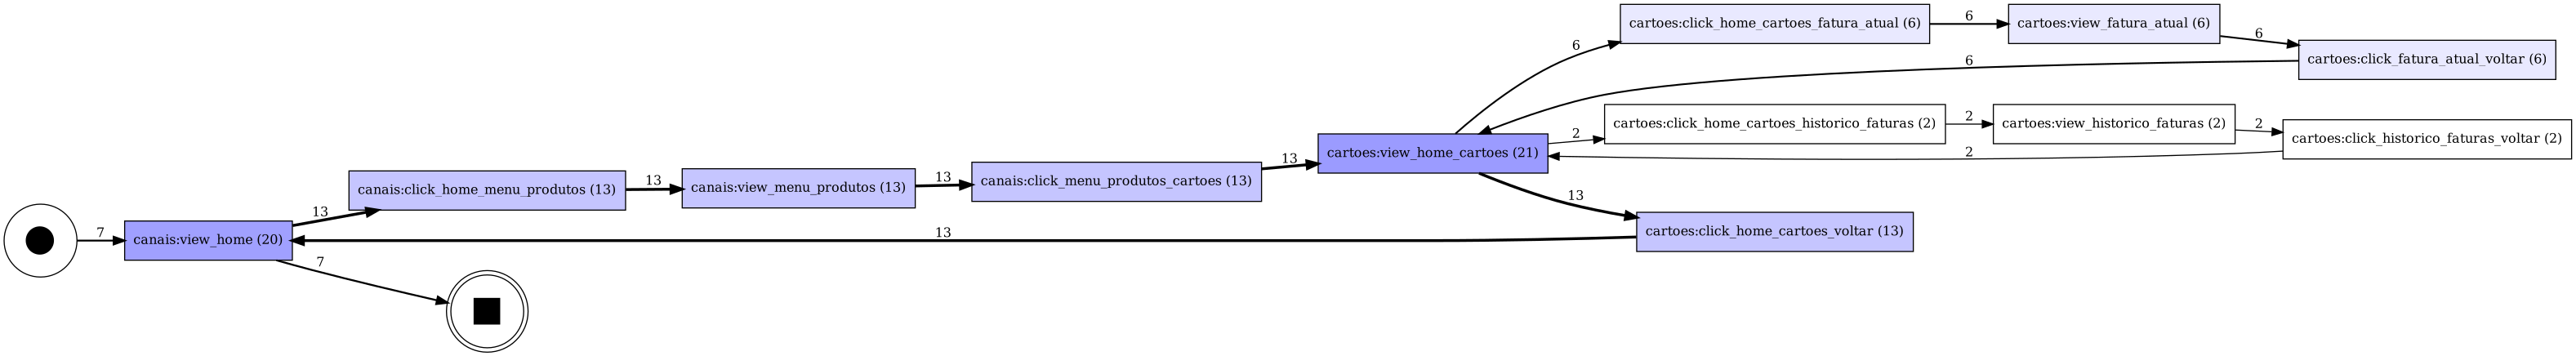 cartoes:click_home_cartoes_fatura_atual (6)
6
cartoes:view_fatura_atual (6)
6
cartoes:click_fatura_atual_voltar (6)
6
6
cartoes:click_home_cartoes_historico_faturas (2)
2
cartoes:view_historico_faturas (2)
2
cartoes:click_historico_faturas_voltar (2)
2
2
cartoes:view_home_cartoes (21)
13
canais:click_menu_produtos_cartoes (13)
13
canais:view_menu_produtos (13)
13
canais:click_home_menu_produtos (13)
13
13
cartoes:click_home_cartoes_voltar (13)
13
7
canais:view_home (20)
7